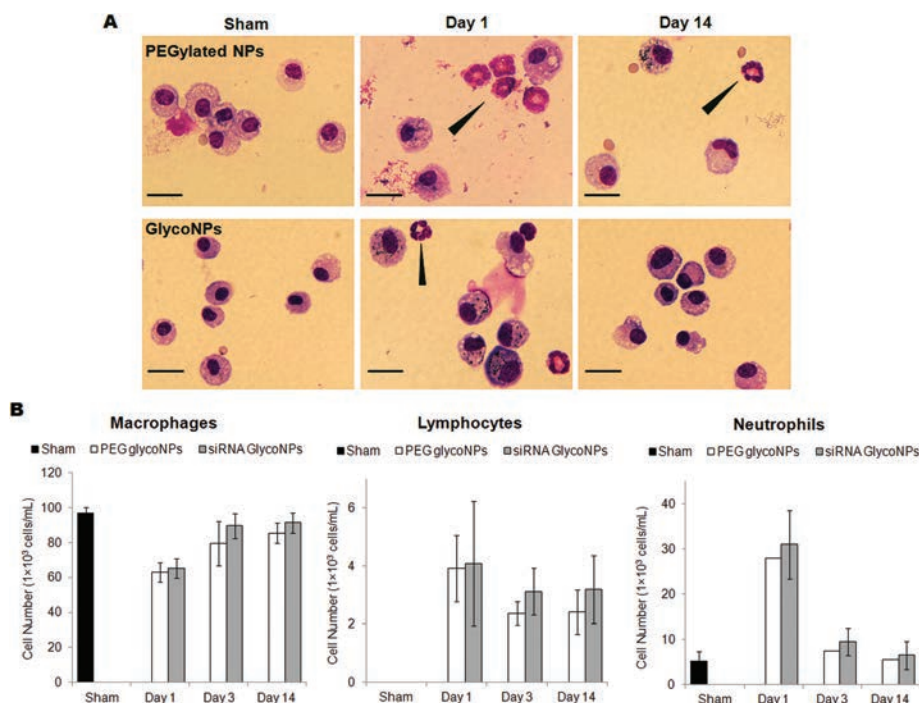 A
Sham Day 1 Day 14
PEGylated NPs
GlycoNPs
B
Macrophages
Sham PEG glycoNPs siRNA GlycoNPs
Cell Number (1×10³ cells/mL)
120
100
80
60
40
20
0
Sham Day 1 Day 3 Day 14
Lymphocytes
Sham PEG glycoNPs siRNA GlycoNPs
Cell Number (1×10³ cells/mL)
6
4
2
0
Sham Day 1 Day 3 Day 14
Neutrophils
Sham PEG glycoNPs siRNA GlycoNPs
Cell Number (1×10³ cells/mL)
40
30
20
10
0
Sham Day 1 Day 3 Day 14